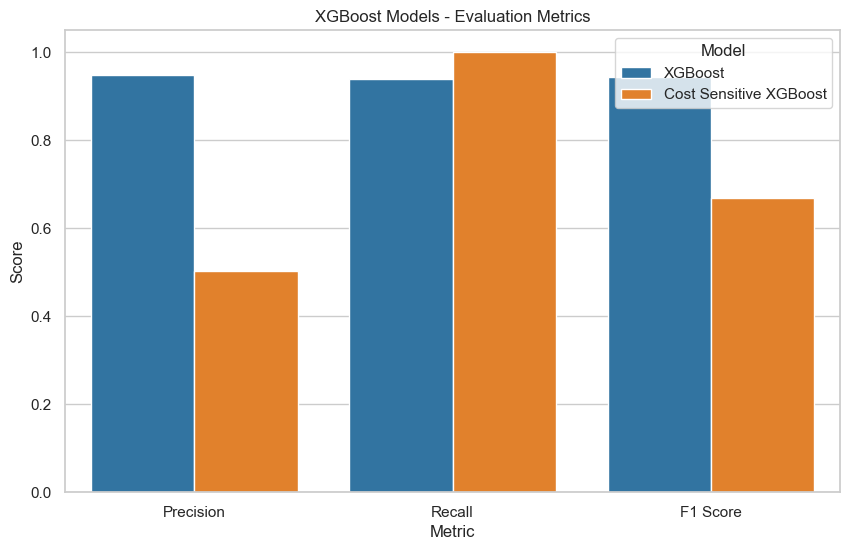 XGBoost Models - Evaluation Metrics
Model
XGBoost
Cost Sensitive XGBoost
Score
1.0
0.8
0.6
0.4
0.2
0.0
Precision
Recall
F1 Score
Metric